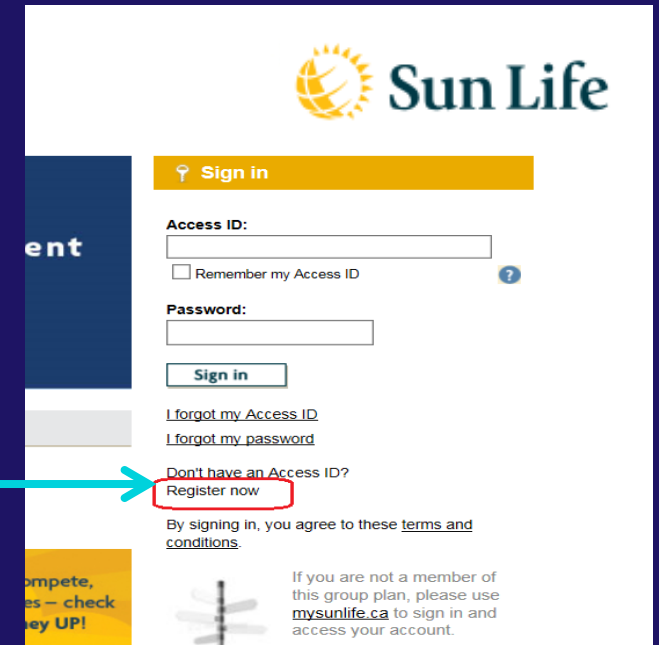 Sun Life
Sign in
ent
Access ID:
Remember my Access ID
?
Password:
Sign in
I forgot my Access ID
I forgot my password
Don't have an Access ID?
Register now
By signing in, you agree to these terms and
conditions.
If you are not a member of
this group plan, please use
mysunlife.ca to sign in and
access your account.
ompete,
es – check
ey UP!